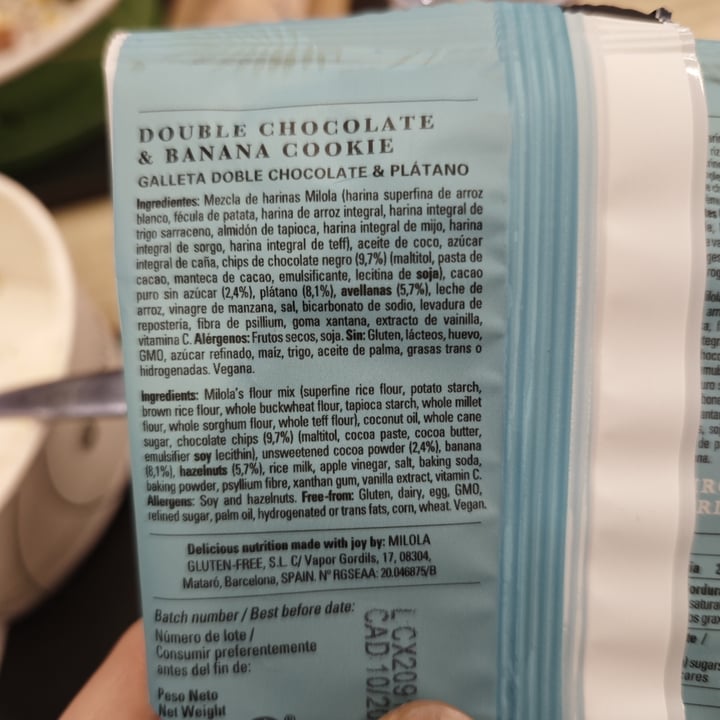 DOUBLE CHOCOLATE
& BANANA COOKIE
GALLETA DOBLE CHOCOLATE & PLÁTANO
Ingredientes: Mezcla de harinas Milola (harina superfina de arroz
blanco, fécula de patata, harina de arroz integral, harina integral de
trigo sarraceno, almidón de tapioca, harina integral de mijo, harina
integral de sorgo, harina integral de teff), aceite de coco, azúcar
integral de caña, chips de chocolate negro (9,7%) (maltitol, pasta de
cacao, manteca de cacao, emulsificante, lecitina de soja), cacao
puro sin azúcar (2,4%), plátano (8,1%), avellanas (5,7%), leche de
arroz, vinagre de manzana, sal, bicarbonato de sodio, levadura de
repostería, fibra de psillium, goma xantana, extracto de vainilla,
vitamina C. Alérgenos: Frutos secos, soja. Sin: Gluten, lácteos, huevo,
GMO, azúcar refinado, maíz, trigo, aceite de palma, grasas trans o
hidrogenadas. Vegana.
Ingredients: Milola's flour mix (superfine rice flour, potato starch,
brown rice flour, whole buckwheat flour, tapioca starch, whole millet
flour, whole sorghum flour, whole teff flour), coconut oil, whole cane
sugar, chocolate chips (9,7%) (maltitol, cocoa paste, cocoa butter,
emulsifier soy lecithin), unsweetened cocoa powder (2,4%), banana
(8,1%), hazelnuts (5,7%), rice milk, apple vinegar, salt, baking soda,
baking powder, psyllium fibre, xanthan gum, vanilla extract, vitamin C.
Allergens: Soy and hazelnuts. Free-from: Gluten, dairy, egg, GMO,
refined sugar, palm oil, hydrogenated or trans fats, corn, wheat. Vegan.
Delicious nutrition made with joy by: MILOLA
GLUTEN-FREE, S.L. C/ Vapor Gordils, 17, 08304,
Mataró, Barcelona, SPAIN. Nº RGSEAA: 20.046875/B
Batch number / Best before date:
Número de lote /
Consumir preferentemente
antes del fin de:
L CX209
CAD 10/20
Peso Neto
Net Weight